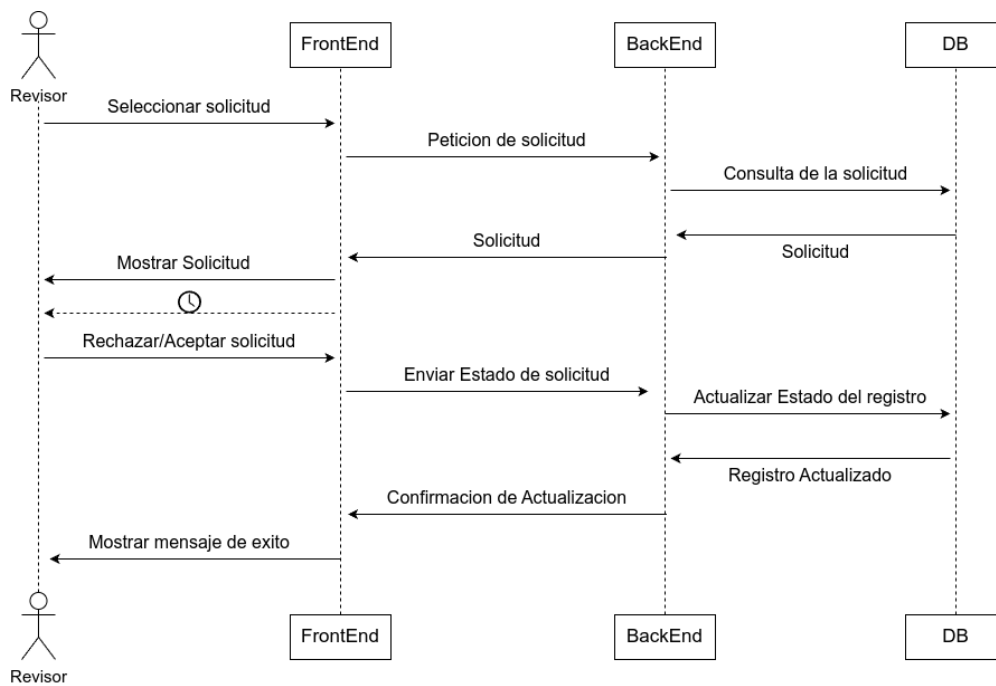 FrontEnd
BackEnd
DB
Revisor
Seleccionar solicitud
Peticion de solicitud
Consulta de la solicitud
Solicitud
Solicitud
Mostrar Solicitud
Rechazar/Aceptar solicitud
Enviar Estado de solicitud
Actualizar Estado del registro
Registro Actualizado
Confirmacion de Actualizacion
Mostrar mensaje de exito
FrontEnd
BackEnd
DB
Revisor